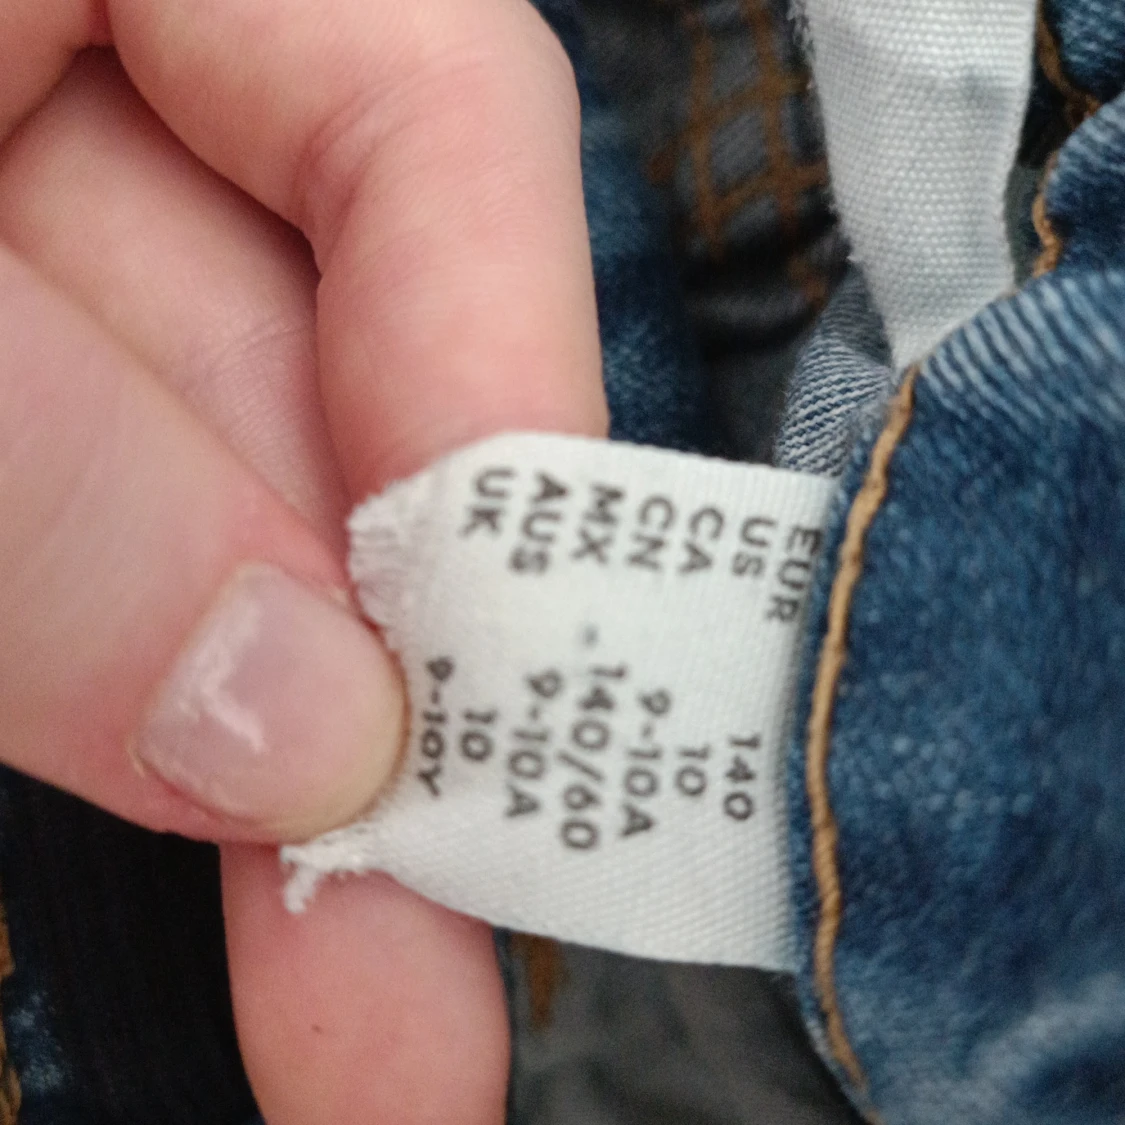 EUR 140
US 10
CA 9-10A
CN 140/60
MX 9-10A
AUS 10
UK 9-10Y